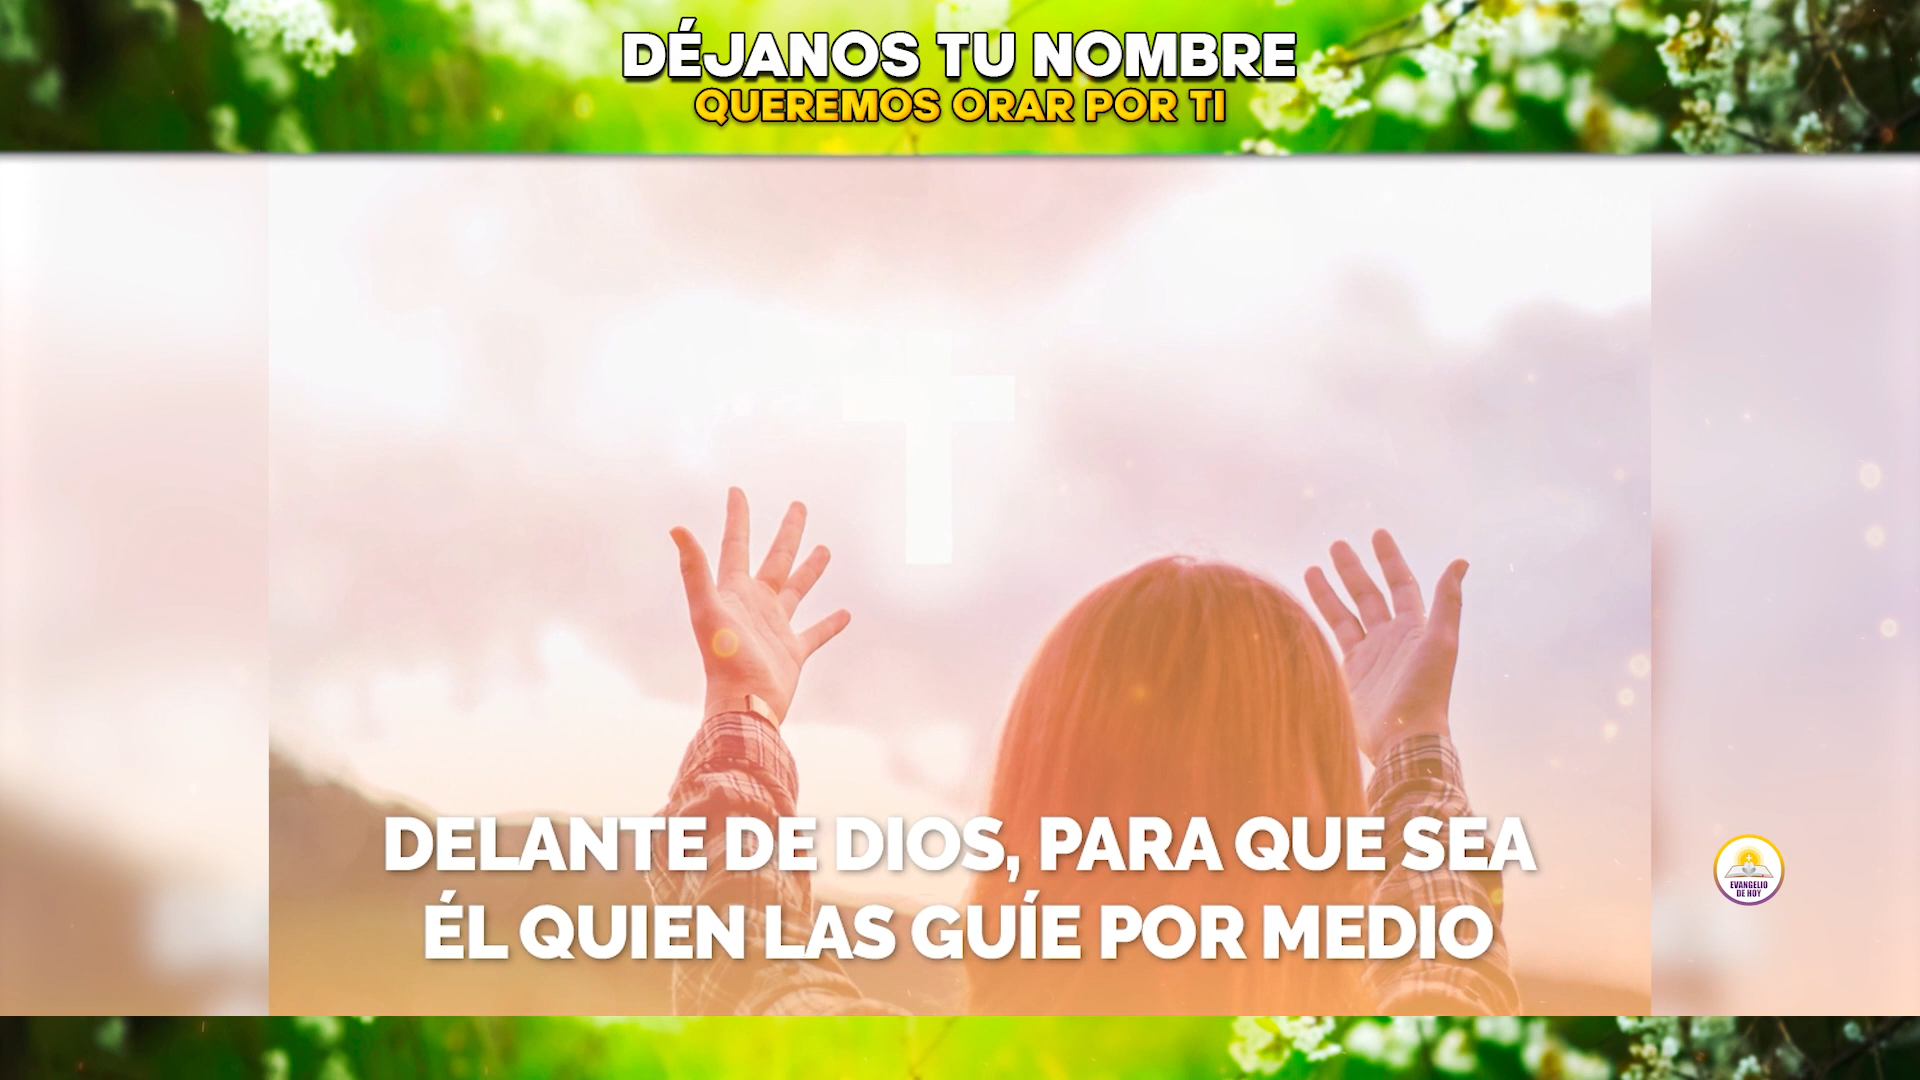 DÉJANOS TU NOMBRE
QUEREMOS ORAR POR TI
DELANTE DE DIOS, PARA QUE SEA
ÉL QUIEN LAS GUÍE POR MEDIO
EVANGELIO
DE HOY